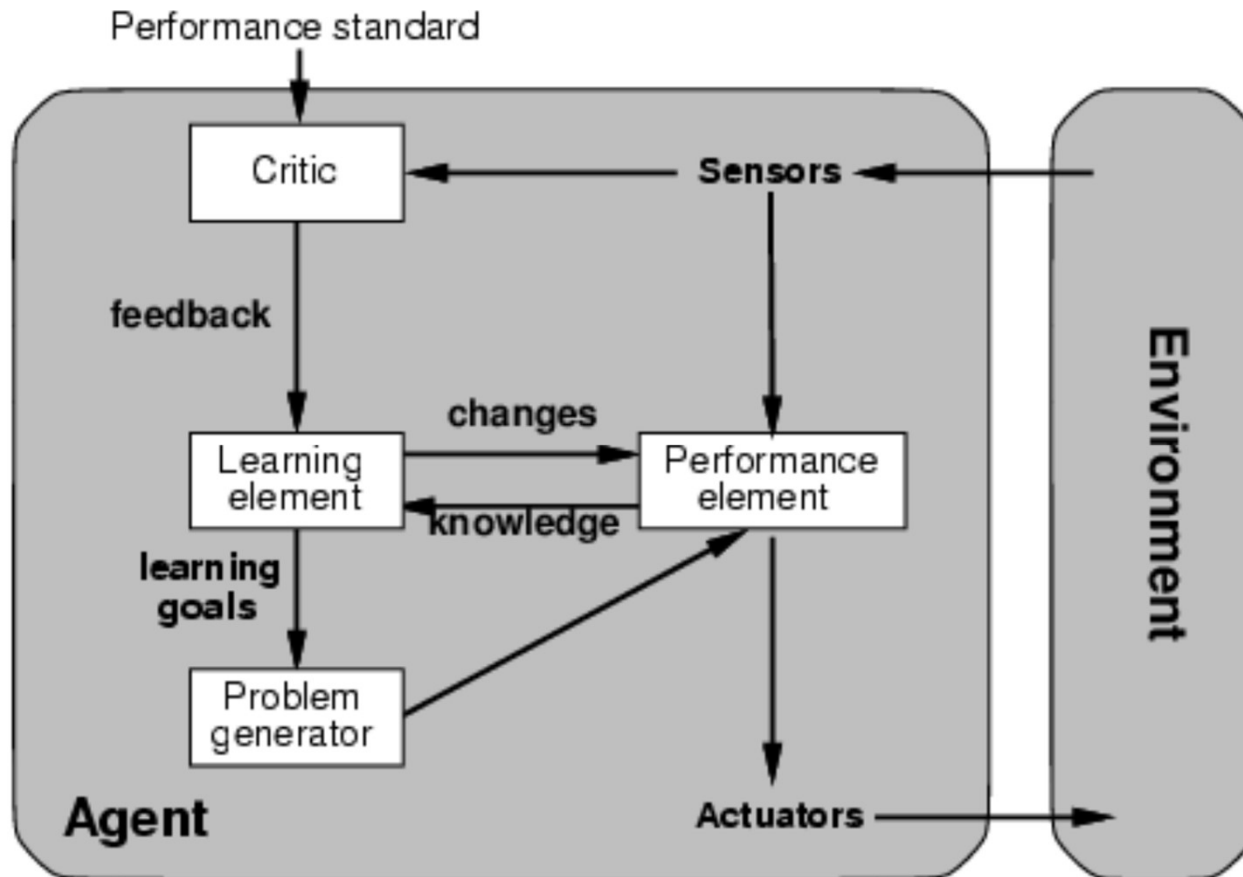 Performance standard
Critic
Sensors
feedback
changes
Learning
element
Performance
element
knowledge
learning
goals
Problem
generator
Agent
Actuators
Environment